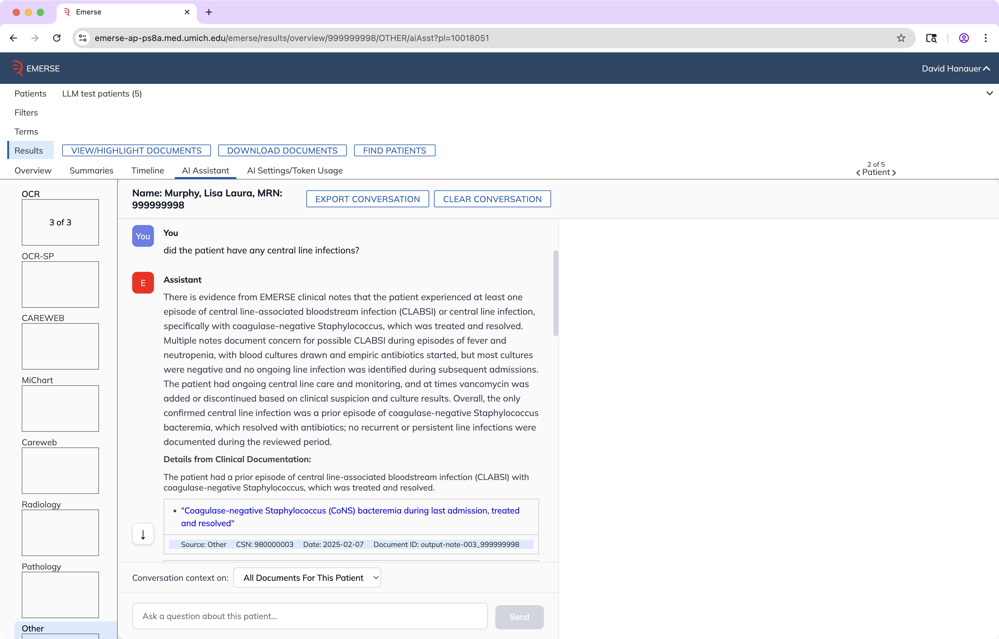 Emerse
emerse-ap-ps8a.med.umich.edu/emerse/results/overview/999999998/OTHER/aiAsst?pl=10018051
EMERSE
David Hanauer
Patients
LLM test patients (5)
Filters
Terms
Results
VIEW/HIGHLIGHT DOCUMENTS
DOWNLOAD DOCUMENTS
FIND PATIENTS
Overview
Summaries
Timeline
AI Assistant
AI Settings/Token Usage
2 of 5
Patient
OCR
3 of 3
OCR-SP
CAREWEB
MiChart
Careweb
Radiology
Pathology
Other
Name: Murphy, Lisa Laura, MRN:
999999998
EXPORT CONVERSATION
CLEAR CONVERSATION
You
You
did the patient have any central line infections?
E
Assistant
There is evidence from EMERSE clinical notes that the patient experienced at least one
episode of central line-associated bloodstream infection (CLABSI) or central line infection,
specifically with coagulase-negative Staphylococcus, which was treated and resolved.
Multiple notes document concern for possible CLABSI during episodes of fever and
neutropenia, with blood cultures drawn and empiric antibiotics started, but most cultures
were negative and no ongoing line infection was identified during subsequent admissions.
The patient had ongoing central line care and monitoring, and at times vancomycin was
added or discontinued based on clinical suspicion and culture results. Overall, the only
confirmed central line infection was a prior episode of coagulase-negative Staphylococcus
bacteremia, which resolved with antibiotics; no recurrent or persistent line infections were
documented during the reviewed period.
Details from Clinical Documentation:
The patient had a prior episode of central line-associated bloodstream infection (CLABSI) with
coagulase-negative Staphylococcus, which was treated and resolved.
• "Coagulase-negative Staphylococcus (CoNS) bacteremia during last admission, treated
and resolved"
Source: Other CSN: 980000003 Date: 2025-02-07 Document ID: output-note-003_999999998
Conversation context on:
All Documents For This Patient
Ask a question about this patient...
Send